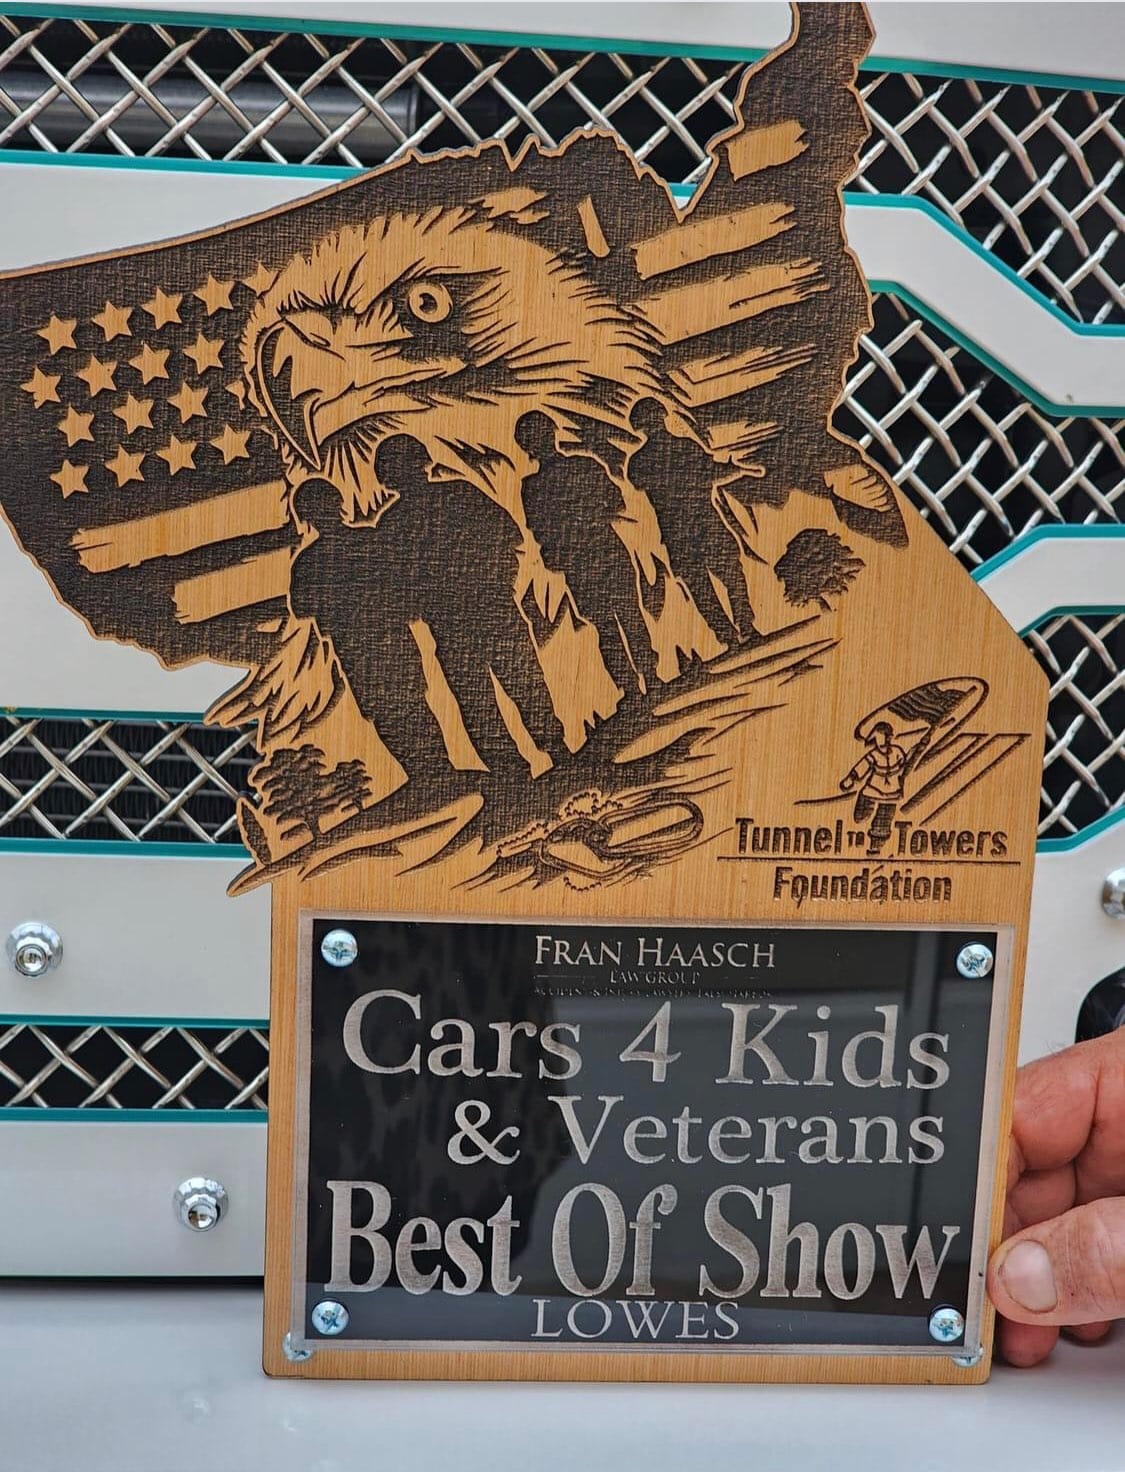 Tunnel TO Towers
Foundation
FRAN HAASCH
LAW GROUP
Cars 4 Kids
& Veterans
Best Of Show
LOWES